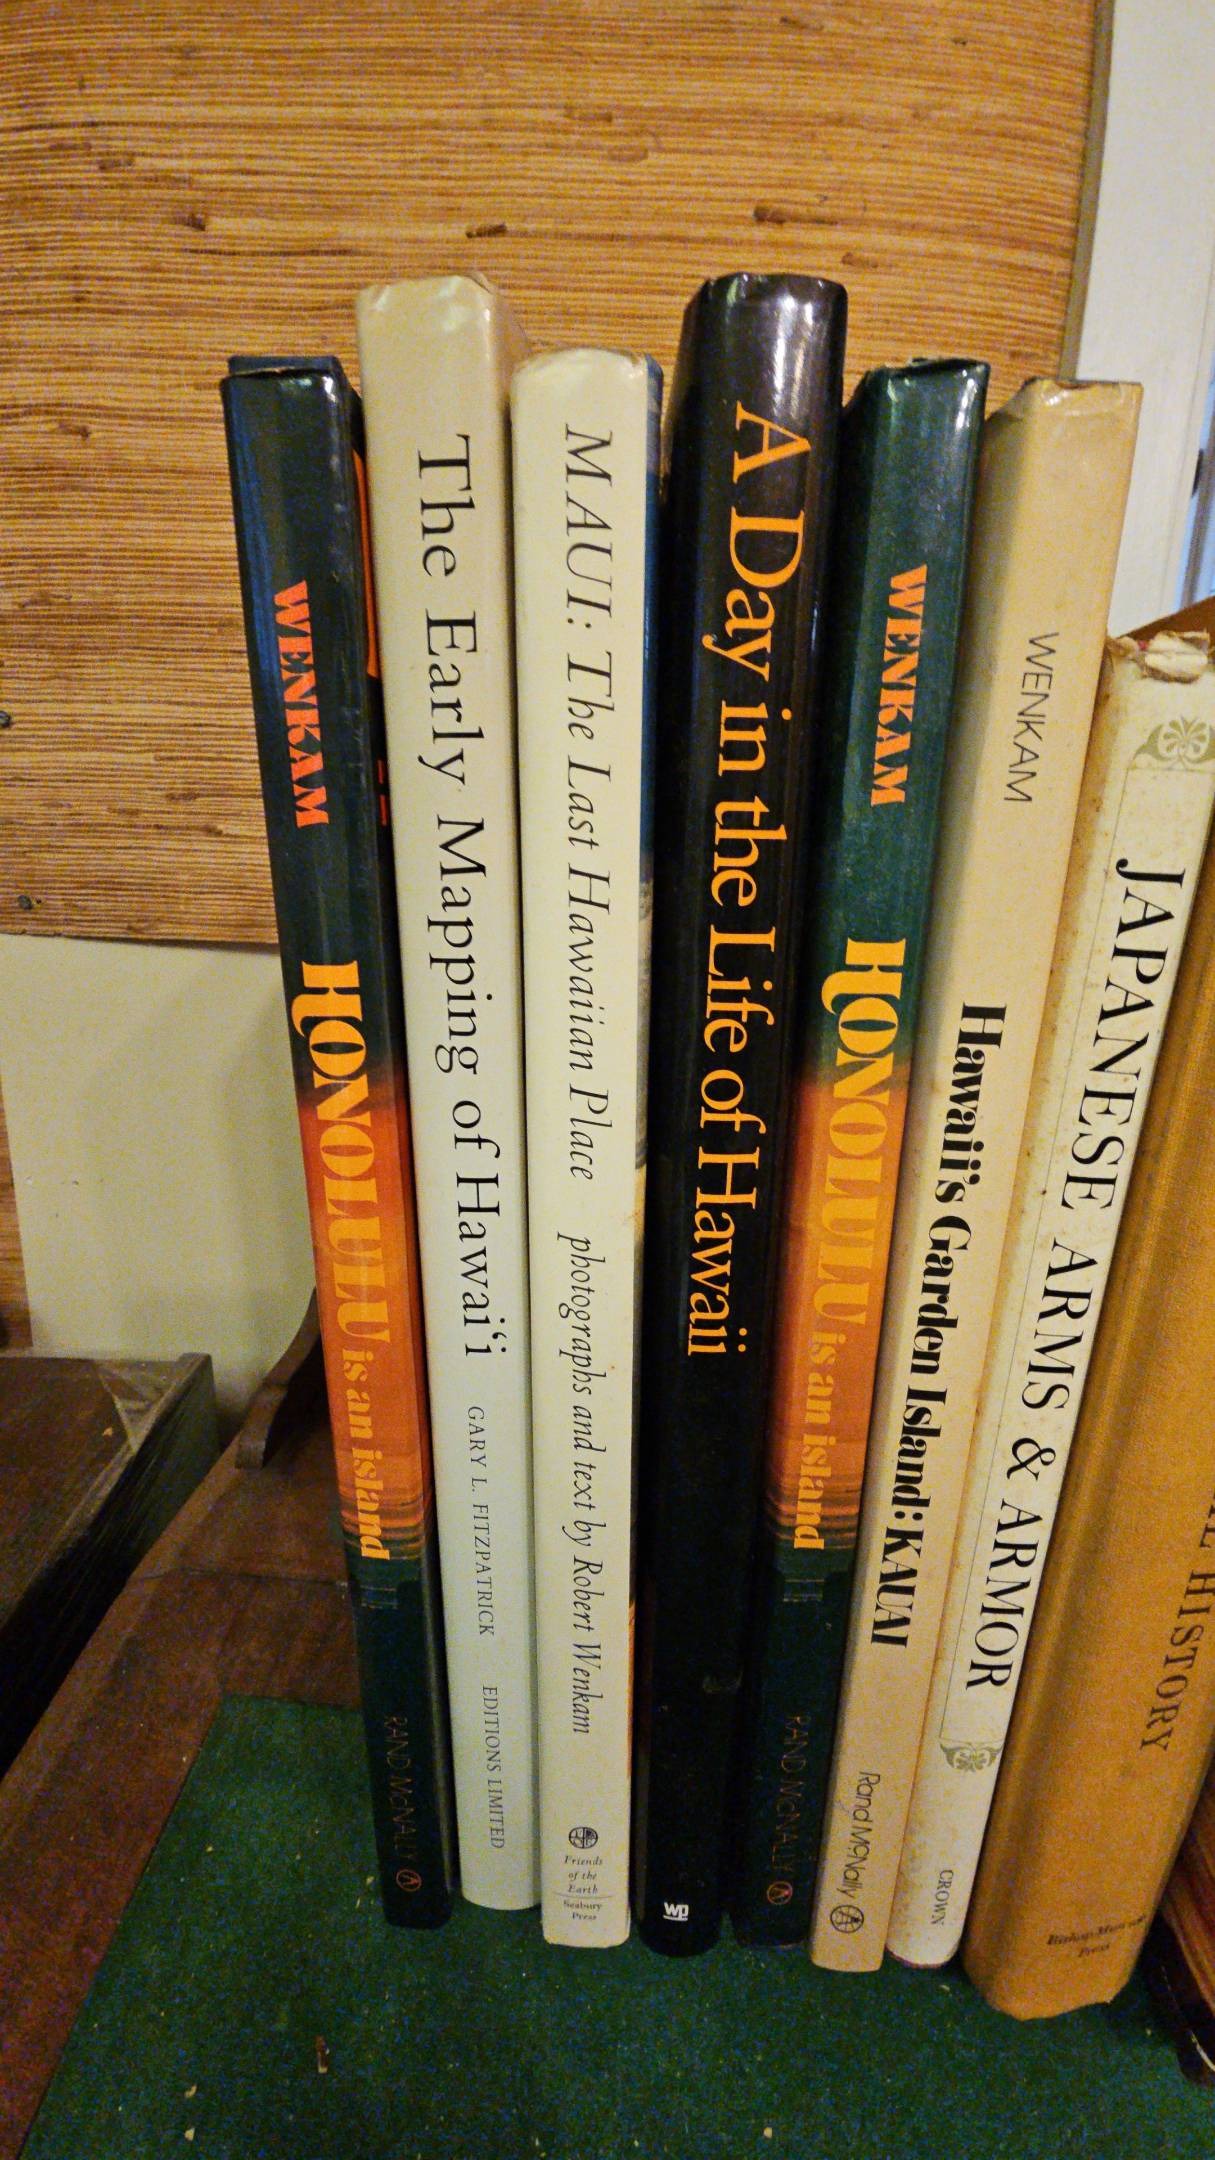 WENKAM HONOLULU is an island RAND McNALLY
The Early Mapping of Hawai‘i GARY L. FITZPATRICK EDITIONS LIMITED
MAUI: The Last Hawaiian Place photographs and text by Robert Wenkam
Friends
of the
Earth
Seabury
Press
A Day in the Life of Hawaii
wp
WENKAM HONOLULU is an island RAND McNALLY
WENKAM Hawaii's Garden Island: KAUAI Rand McNally
JAPANESE ARMS & ARMOR CROWN
HISTORY
Bishop Museum
Press